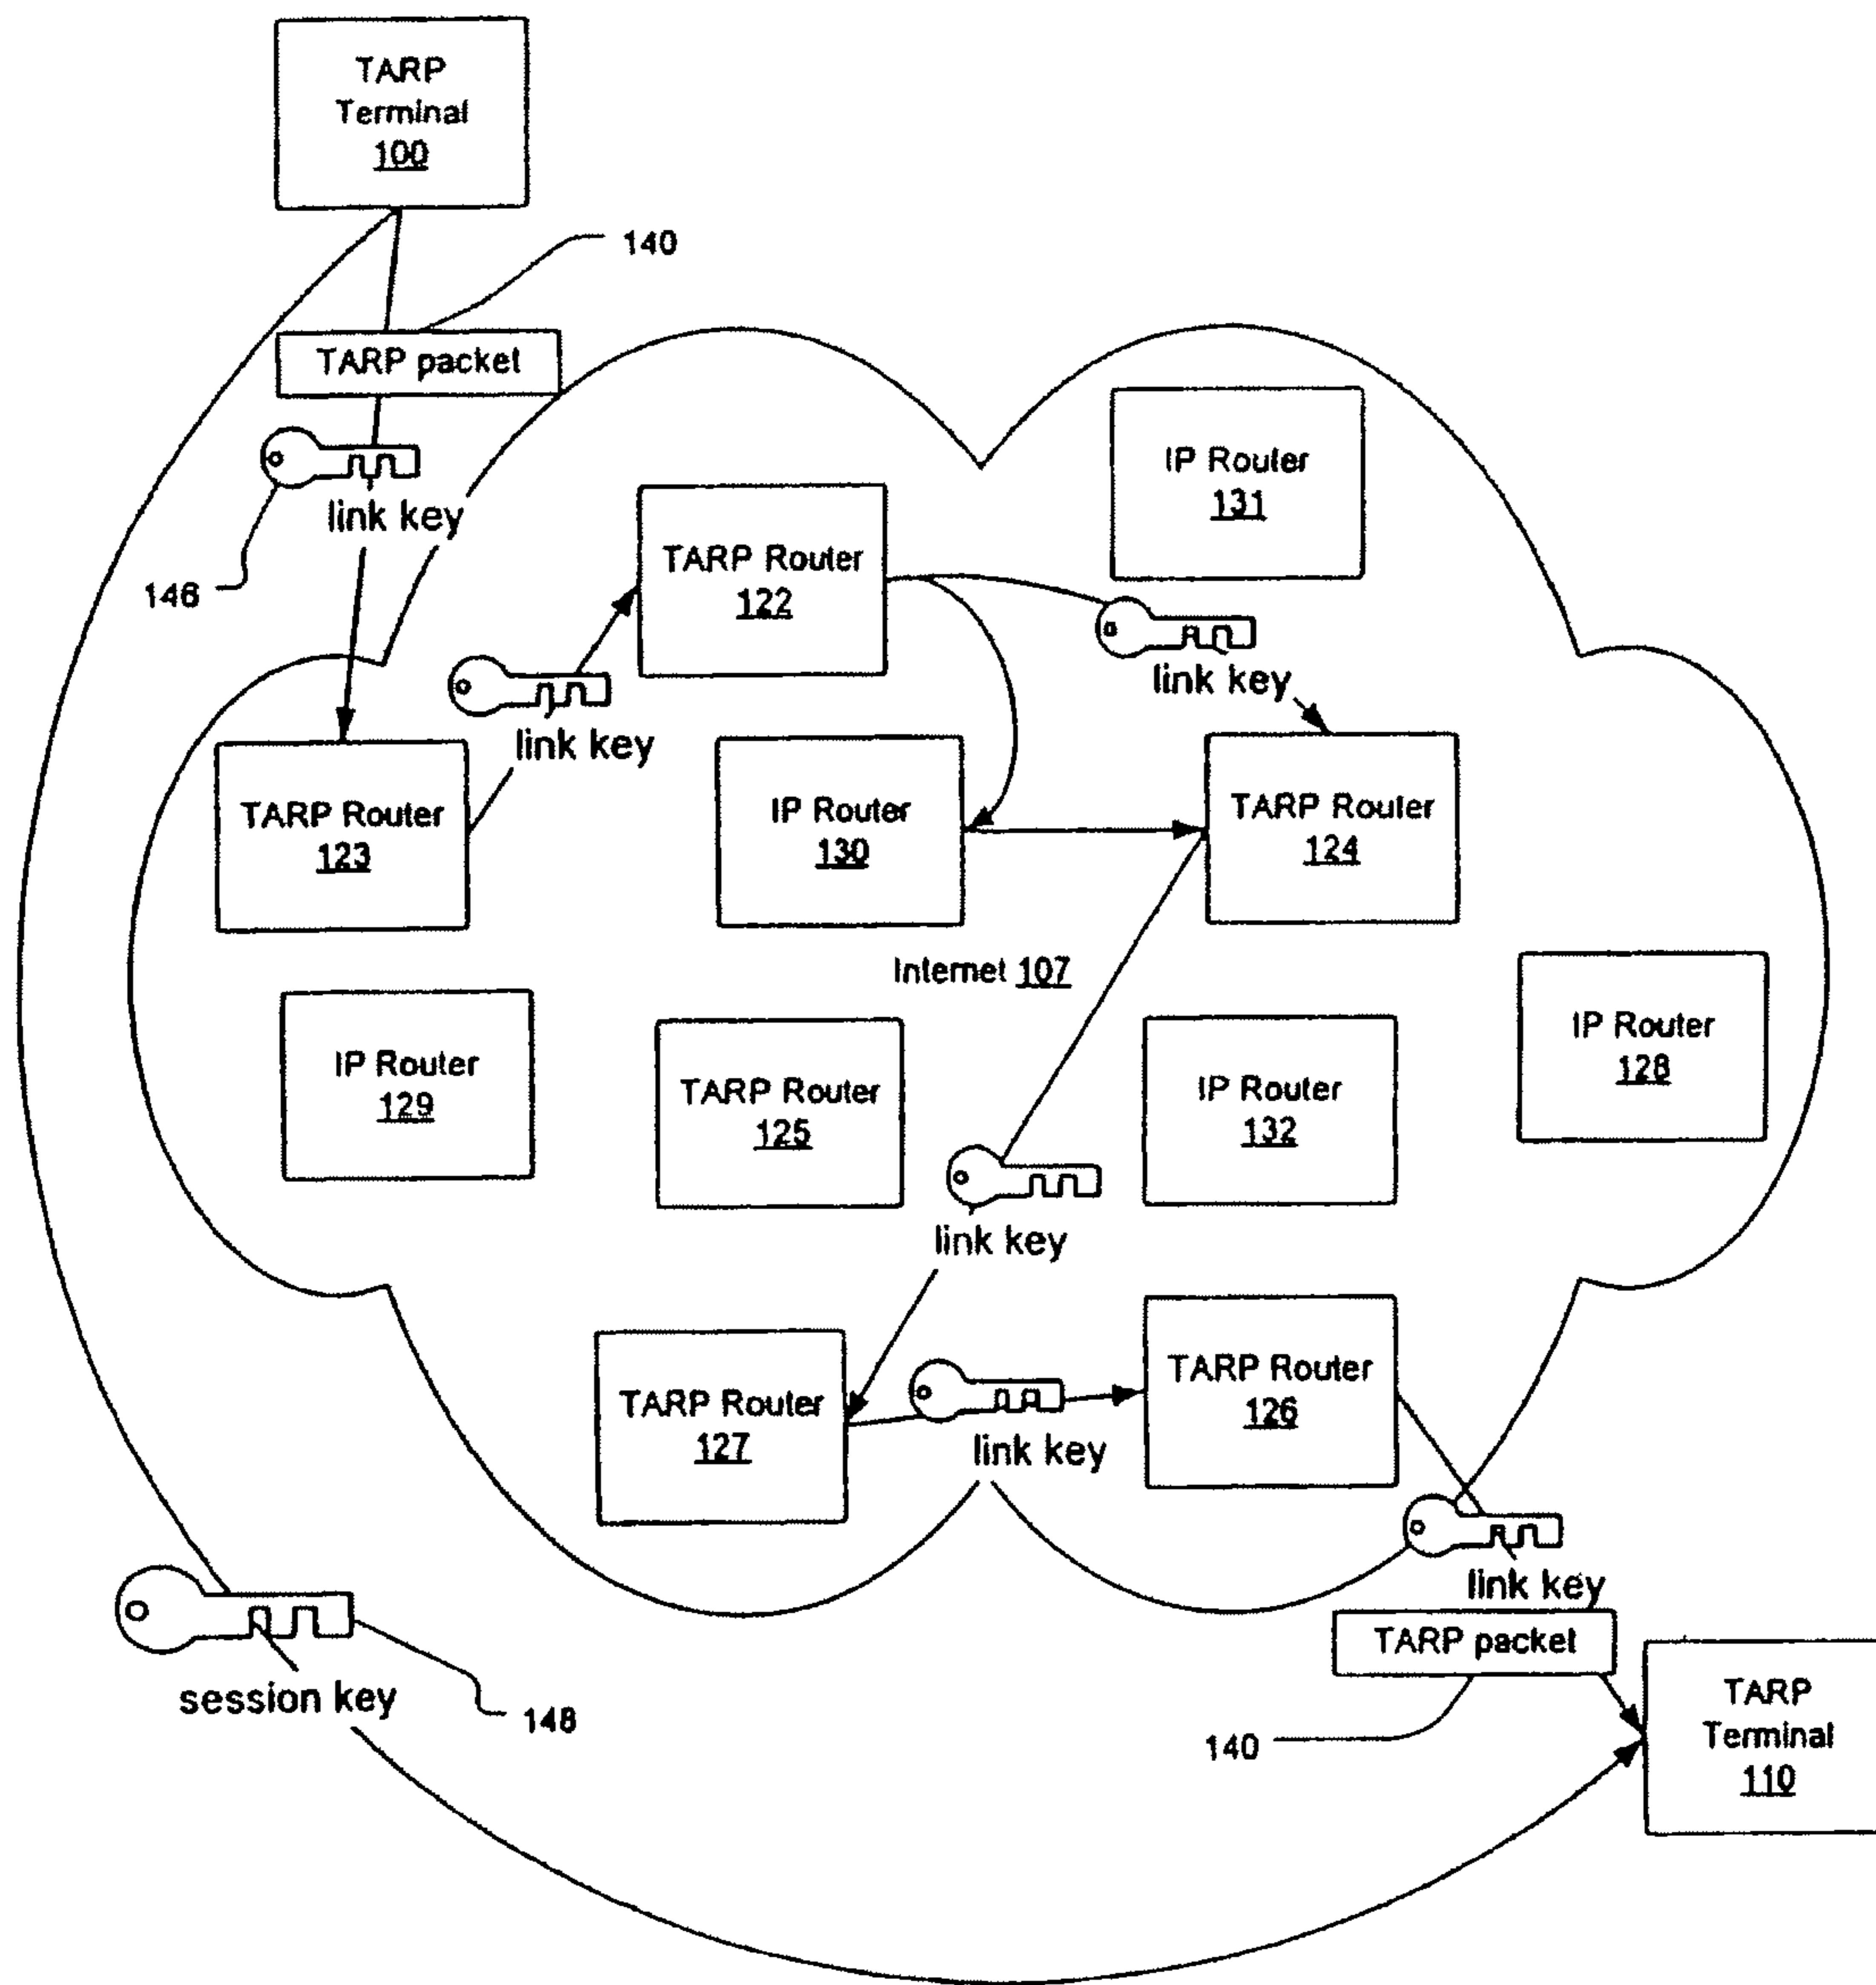 TARP
Terminal
100
140
TARP packet
link key
146
IP Router
131
TARP Router
122
link key
link key
TARP Router
123
IP Router
130
TARP Router
124
Internet 107
IP Router
129
TARP Router
125
IP Router
132
IP Router
128
link key
TARP Router
127
link key
TARP Router
126
link key
session key
148
TARP packet
140
TARP
Terminal
110